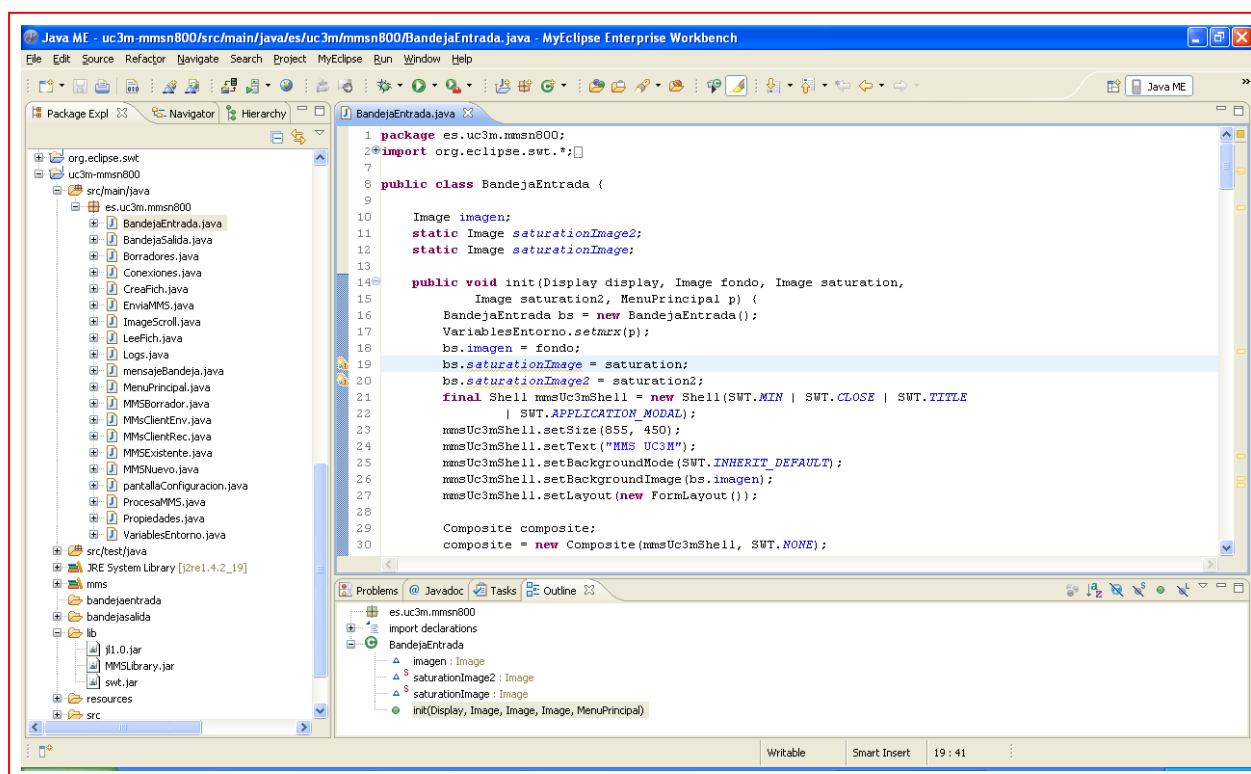 Java ME - uc3m-mmsn800/src/main/java/es/uc3m/mmsn800/BandejaEntrada.java - MyEclipse Enterprise Workbench
File Edit Source Refactor Navigate Search Project MyEclipse Run Window Help
Java ME »
Package Expl Navigator Hierarchy
org.eclipse.swt
uc3m-mmsn800
src/main/java
es.uc3m.mmsn800
BandejaEntrada.java
BandejaSalida.java
Borradores.java
Conexiones.java
CreaFich.java
EnviaMMS.java
ImageScroll.java
LeeFich.java
Logs.java
mensajeBandeja.java
MenuPrincipal.java
MMSBorrador.java
MMsClientEnv.java
MMsClientRec.java
MMSExistente.java
MMSNuevo.java
pantallaConfiguracion.java
ProcesaMMS.java
Propiedades.java
VariablesEntorno.java
src/test/java
JRE System Library [j2re1.4.2_19]
mms
bandejaentrada
bandejasalida
lib
jl1.0.jar
MMSLibrary.jar
swt.jar
resources
src
BandejaEntrada.java
1 package es.uc3m.mmsn800;
2 import org.eclipse.swt.*;
7
8 public class BandejaEntrada {
9
10 Image imagen;
11 static Image saturationImage2;
12 static Image saturationImage;
13
14 public void init(Display display, Image fondo, Image saturation,
15 Image saturation2, MenuPrincipal p) {
16 BandejaEntrada bs = new BandejaEntrada();
17 VariablesEntorno.setmrx(p);
18 bs.imagen = fondo;
19 bs.saturationImage = saturation;
20 bs.saturationImage2 = saturation2;
21 final Shell mmsUc3mShell = new Shell(SWT.MIN | SWT.CLOSE | SWT.TITLE
22 | SWT.APPLICATION_MODAL);
23 mmsUc3mShell.setSize(855, 450);
24 mmsUc3mShell.setText("MMS UC3M");
25 mmsUc3mShell.setBackgroundMode(SWT.INHERIT_DEFAULT);
26 mmsUc3mShell.setBackgroundImage(bs.imagen);
27 mmsUc3mShell.setLayout(new FormLayout());
28
29 Composite composite;
30 composite = new Composite(mmsUc3mShell, SWT.NONE);
Problems @ Javadoc Tasks Outline
es.uc3m.mmsn800
import declarations
BandejaEntrada
imagen : Image
saturationImage2 : Image
saturationImage : Image
init(Display, Image, Image, Image, MenuPrincipal)
Writable Smart Insert 19 : 41